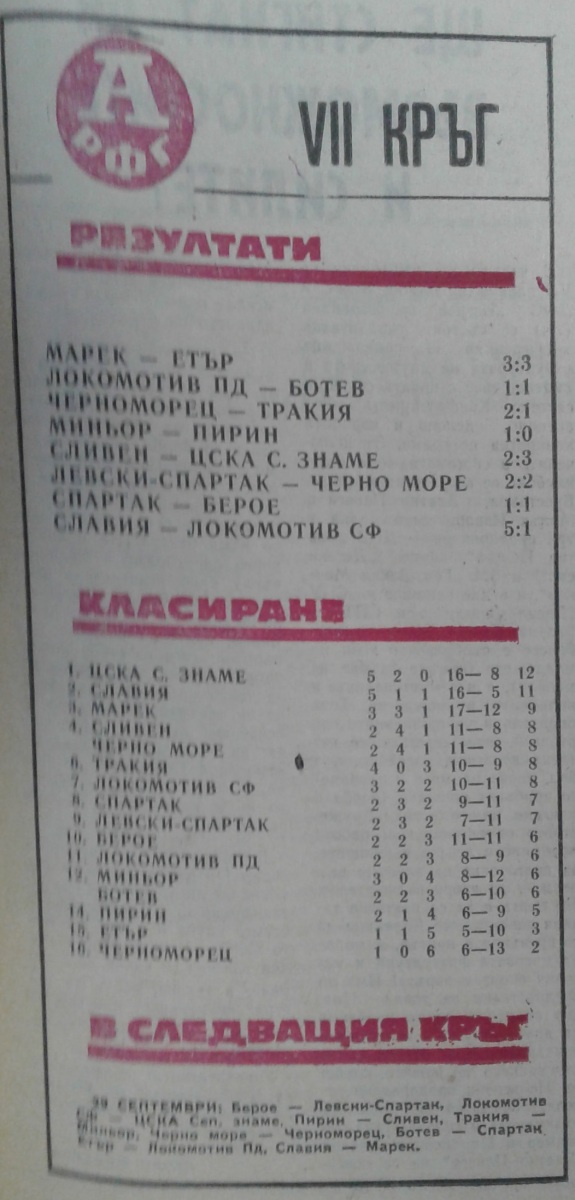 А
РФГ
VII КРЪГ
РЕЗУЛТАТИ
МАРЕК — ЕТЪР 3:3
ЛОКОМОТИВ ПД — БОТЕВ 1:1
ЧЕРНОМОРЕЦ — ТРАКИЯ 2:1
МИНЬОР — ПИРИН 1:0
СЛИВЕН — ЦСКА С. ЗНАМЕ 2:3
ЛЕВСКИ-СПАРТАК — ЧЕРНО МОРЕ 2:2
СПАРТАК — БЕРОЕ 1:1
СЛАВИЯ — ЛОКОМОТИВ СФ 5:1
КЛАСИРАНЕ
1. ЦСКА С. ЗНАМЕ 5 2 0 16— 8 12
2. СЛАВИЯ 5 1 1 16— 5 11
3. МАРЕК 3 3 1 17—12 9
4. СЛИВЕН 2 4 1 11— 8 8
ЧЕРНО МОРЕ 2 4 1 11— 8 8
6. ТРАКИЯ 4 0 3 10— 9 8
7. ЛОКОМОТИВ СФ 3 2 2 10—11 8
8. СПАРТАК 2 3 2 9—11 7
9. ЛЕВСКИ-СПАРТАК 2 3 2 7—11 7
10. БЕРОЕ 2 2 3 11—11 6
11. ЛОКОМОТИВ ПД 2 2 3 8— 9 6
12. МИНЬОР 3 0 4 8—12 6
БОТЕВ 2 2 3 6—10 6
14. ПИРИН 2 1 4 6— 9 5
15. ЕТЪР 1 1 5 5—10 3
16. ЧЕРНОМОРЕЦ 1 0 6 6—13 2
В СЛЕДВАЩИЯ КРЪГ
СЕПТЕМВРИ: Берое — Левски-Спартак, Локомотив
— ЦСКА Сеп. знаме, Пирин — Сливен, Тракия —
Миньор, Черно море — Черноморец, Ботев — Спартак
Етър — Локомотив Пд, Славия — Марек.